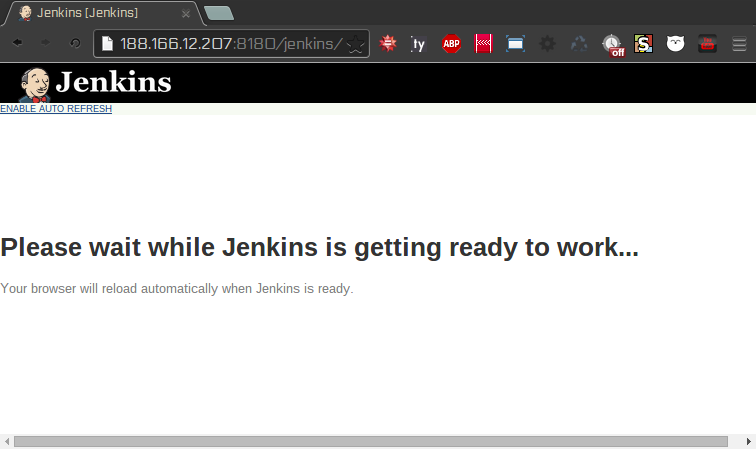 Jenkins [Jenkins]
188.166.12.207:8180/jenkins/
ty
ABP
off
S
Jenkins
ENABLE AUTO REFRESH
Please wait while Jenkins is getting ready to work...
Your browser will reload automatically when Jenkins is ready.